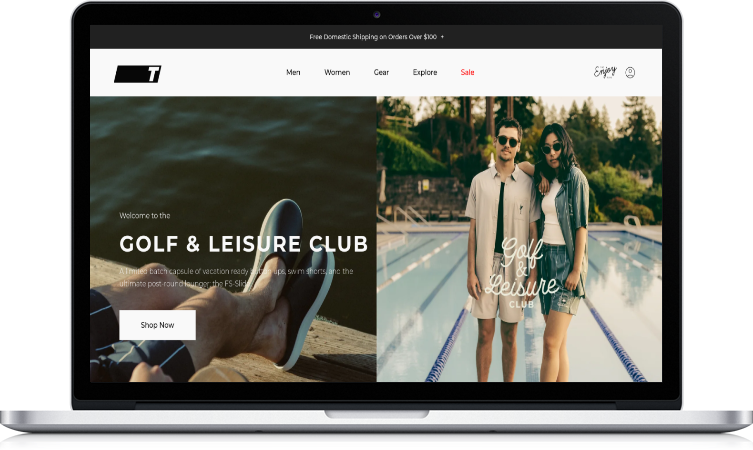 Free Domestic Shipping on Orders Over $100 +
T
Men Women Gear Explore Sale
Enjoy
Welcome to the
GOLF & LEISURE CLUB
A limited batch capsule of vacation ready button-ups, swim shorts, and the
ultimate post-round lounger, the FS-Slide.
Shop Now
Golf
&
Leisure
CLUB